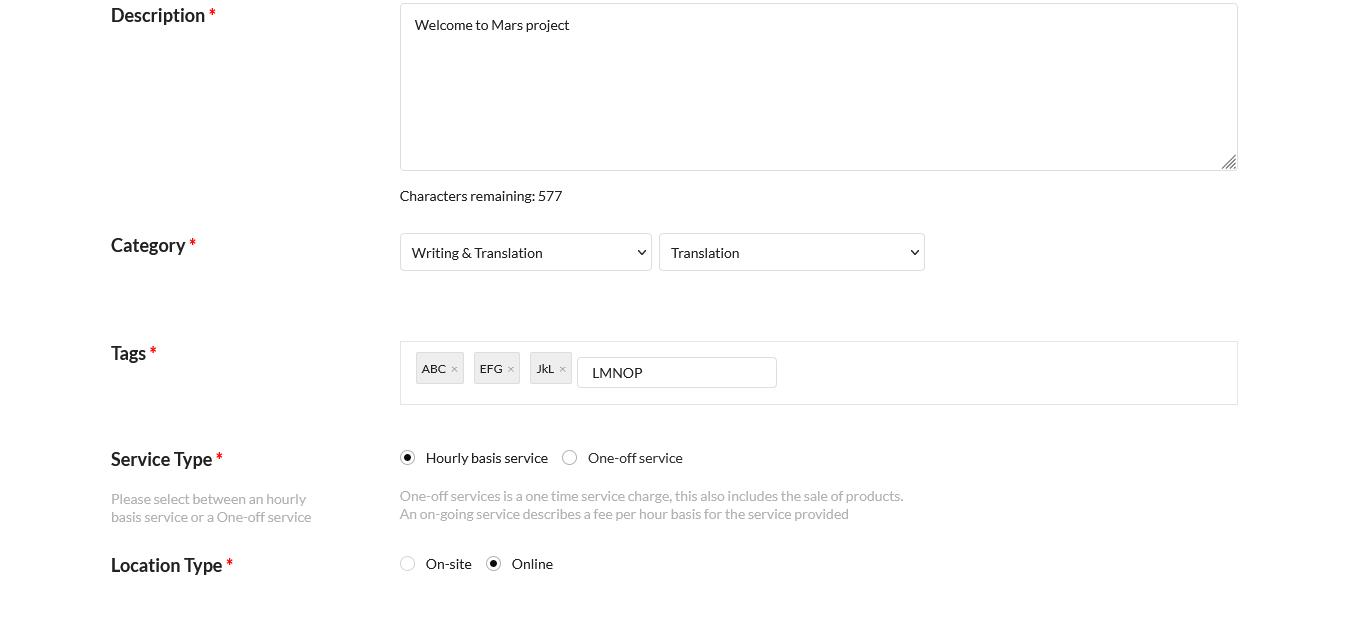 Description *
Welcome to Mars project
Characters remaining: 577
Category *
Writing & Translation
Translation
Tags *
ABC × EFG × JkL × LMNOP
Service Type *
Hourly basis service One-off service
Please select between an hourly
basis service or a One-off service
One-off services is a one time service charge, this also includes the sale of products.
An on-going service describes a fee per hour basis for the service provided
Location Type *
On-site Online